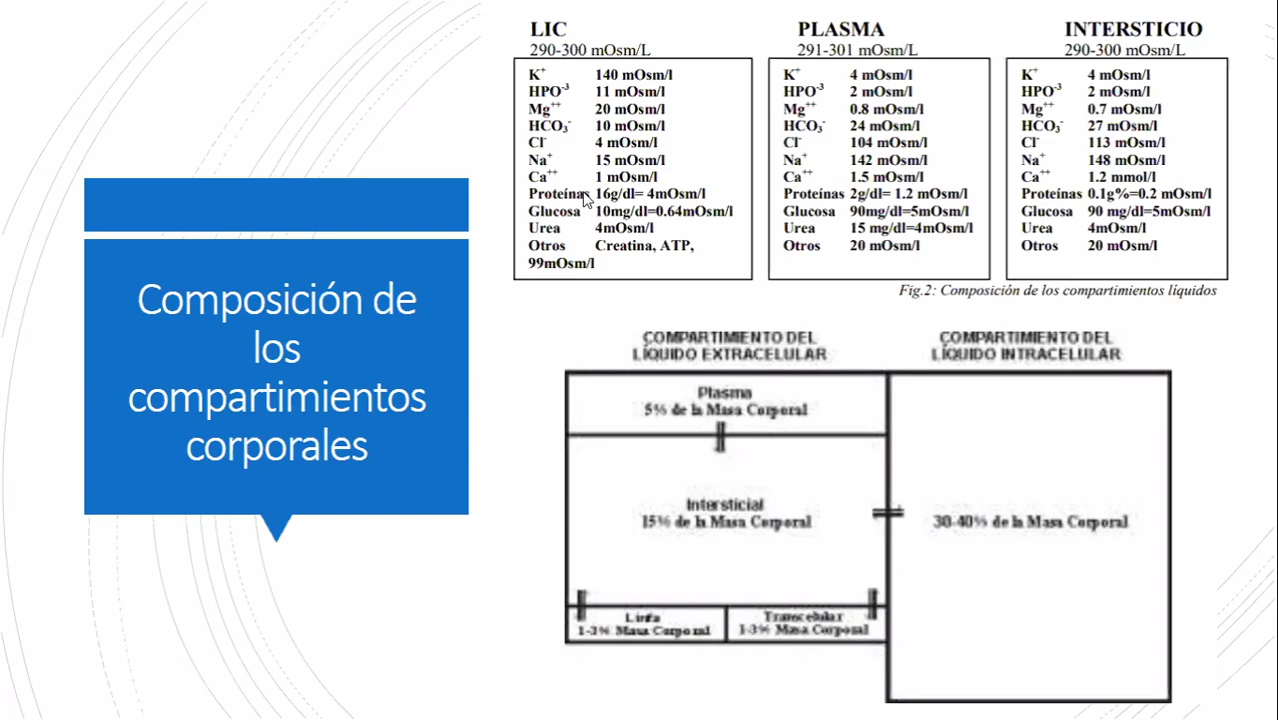 Composición de
los
compartimientos
corporales
LIC
290-300 mOsm/L
K+ 140 mOsm/l
HPO-3 11 mOsm/l
Mg++ 20 mOsm/l
HCO3- 10 mOsm/l
Cl- 4 mOsm/l
Na+ 15 mOsm/l
Ca++ 1 mOsm/l
Proteínas 16g/dl= 4mOsm/l
Glucosa 10mg/dl=0.64mOsm/l
Urea 4mOsm/l
Otros Creatina, ATP,
99mOsm/l
PLASMA
291-301 mOsm/L
K+ 4 mOsm/l
HPO-3 2 mOsm/l
Mg++ 0.8 mOsm/l
HCO3- 24 mOsm/l
Cl- 104 mOsm/l
Na+ 142 mOsm/l
Ca++ 1.5 mOsm/l
Proteínas 2g/dl= 1.2 mOsm/l
Glucosa 90mg/dl=5mOsm/l
Urea 15 mg/dl=4mOsm/l
Otros 20 mOsm/l
INTERSTICIO
290-300 mOsm/L
K+ 4 mOsm/l
HPO-3 2 mOsm/l
Mg++ 0.7 mOsm/l
HCO3- 27 mOsm/l
Cl- 113 mOsm/l
Na+ 148 mOsm/l
Ca++ 1.2 mmol/l
Proteínas 0.1g%=0.2 mOsm/l
Glucosa 90 mg/dl=5mOsm/l
Urea 4mOsm/l
Otros 20 mOsm/l
Fig.2: Composición de los compartimientos líquidos
COMPARTIMIENTO DEL
LÍQUIDO EXTRACELULAR
COMPARTIMIENTO DEL
LÍQUIDO INTRACELULAR
Plasma
5% de la Masa Corporal
Intersticial
15% de la Masa Corporal
30-40% de la Masa Corporal
Linfa
1-3% Masa Corporal
Transcelular
1-3% Masa Corporal